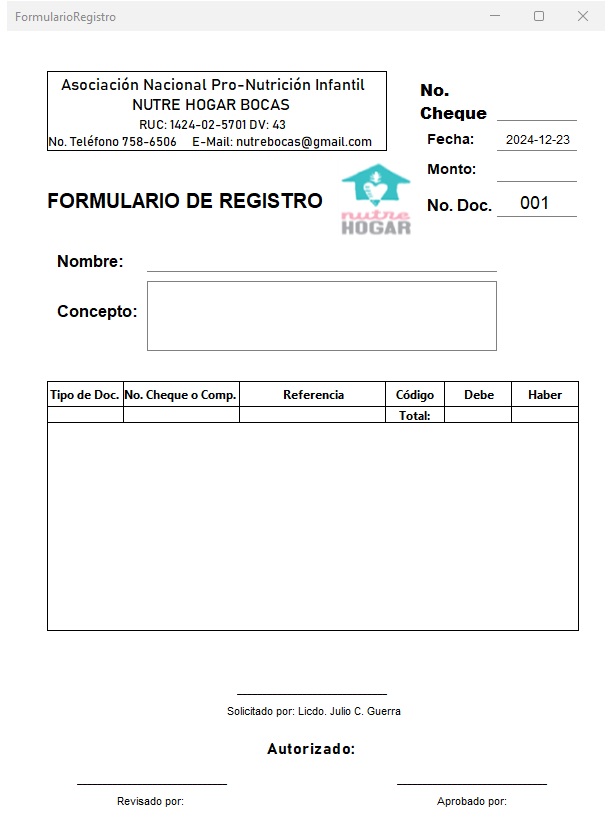 FormularioRegistro
Asociación Nacional Pro-Nutrición Infantil
NUTRE HOGAR BOCAS
RUC: 1424-02-5701 DV: 43
No. Teléfono 758-6506 E-Mail: nutrebocas@gmail.com
No.
Cheque
Fecha: 2024-12-23
Monto:
FORMULARIO DE REGISTRO
nutre
HOGAR
No. Doc. 001
Nombre:
Concepto:
Tipo de Doc. No. Cheque o Comp. Referencia Código Debe Haber
Total:
Solicitado por: Licdo. Julio C. Guerra
Autorizado:
Revisado por: Aprobado por: